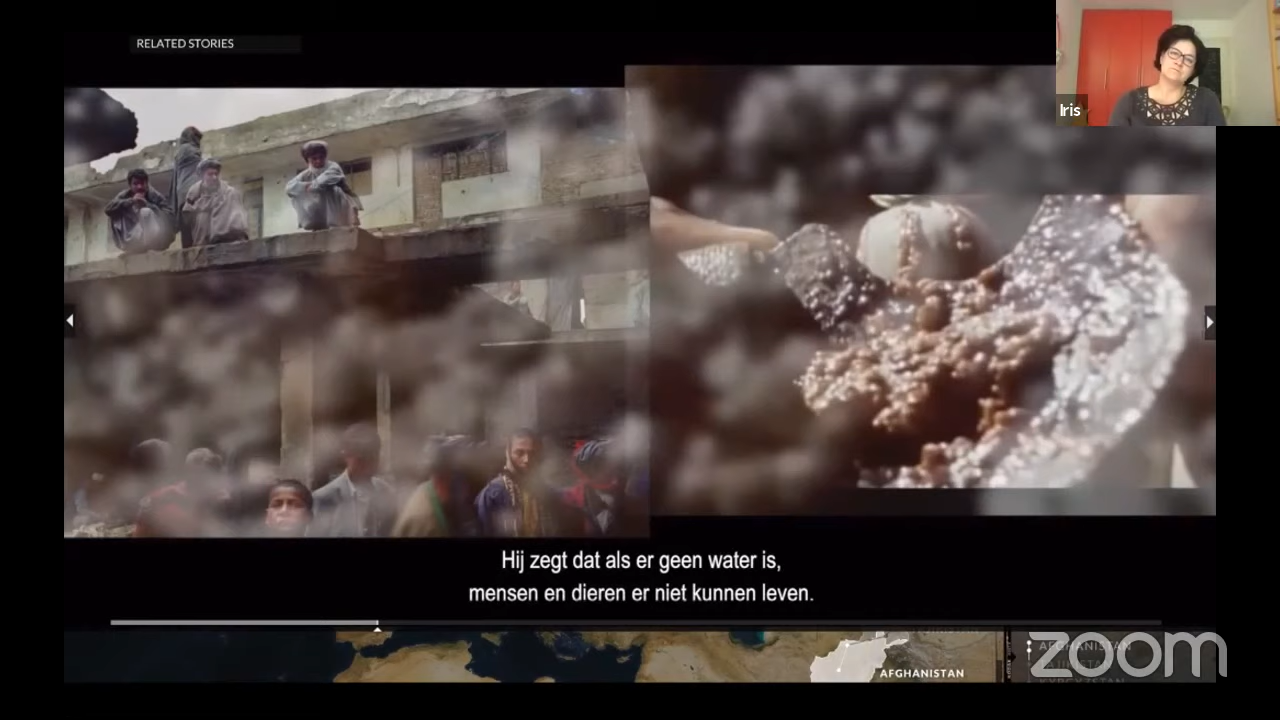 RELATED STORIES
Iris
Hij zegt dat als er geen water is,
mensen en dieren er niet kunnen leven.
AFGHANISTAN
AFGHANISTAN
zoom